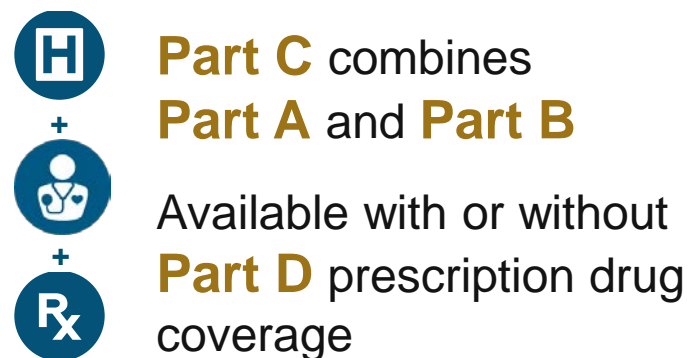 H
Part C combines
+
Part A and Part B
Available with or without
+
Part D prescription drug
Rx
coverage